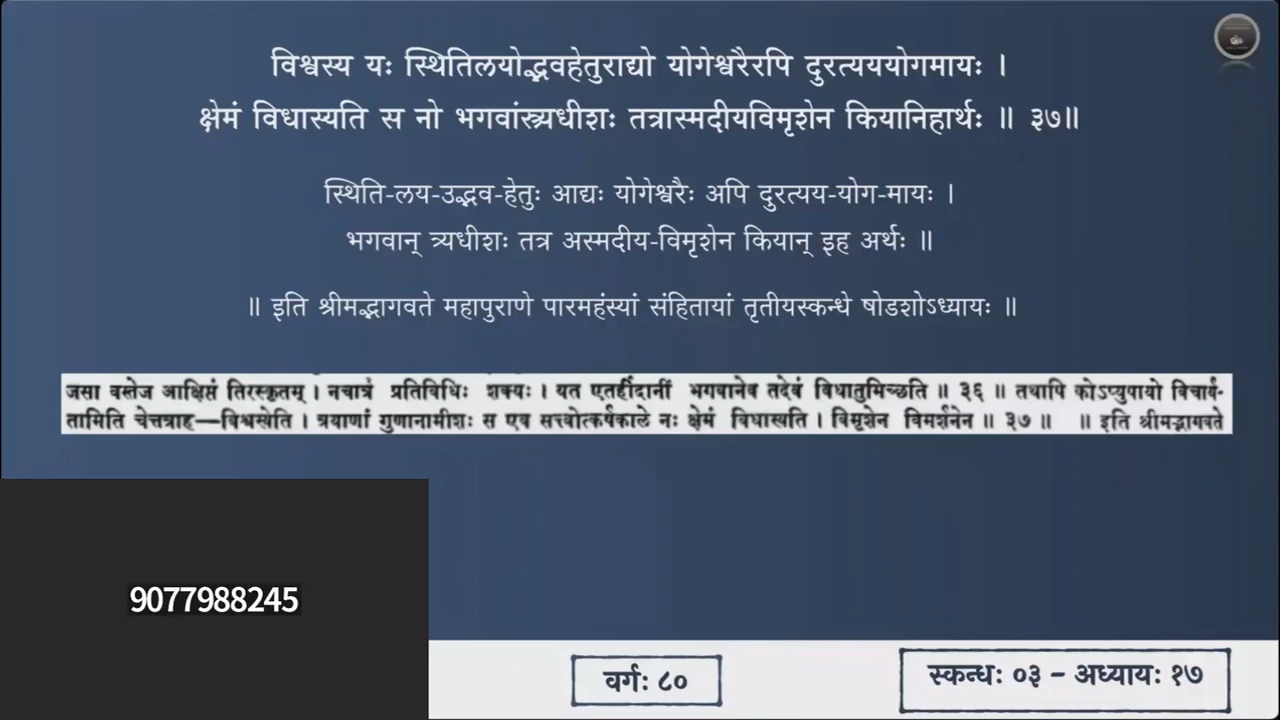 विश्वस्य यः स्थितिलयोद्भवहेतुराद्यो योगेश्वरैरपि दुरत्यययोगमायः ।
क्षेमं विधास्यति स नो भगवांस्त्र्यधीशः तत्रास्मदीयविमृशेन कियानिहार्थः ॥ ३७॥
स्थिति-लय-उद्भव-हेतुः आद्यः योगेश्वरैः अपि दुरत्यय-योग-मायः ।
भगवान् त्र्यधीशः तत्र अस्मदीय-विमृशेन कियान् इह अर्थः ॥
॥ इति श्रीमद्भागवते महापुराणे पारमहंस्यां संहितायां तृतीयस्कन्धे षोडशोऽध्यायः ॥
जसा वस्तेज आक्षिप्तं तिरस्कृतम् । नचात्र प्रतिविधिः शक्यः । यत एतर्हीदानीं भगवानेव तदेवं विधातुमिच्छति ॥ ३६ ॥ तथापि कोऽप्युपायो विचार्य-
तामिति चेत्तत्राह—विश्वस्येति । त्रयाणां गुणानामीशः स एव सत्त्वोत्कर्षकाले नः क्षेमं विधास्यति । विमृशेन विमर्शनेन ॥ ३७ ॥ ॥ इति श्रीमद्भागवते
9077988245
वर्गः ८०
स्कन्धः ०३ - अध्यायः १७